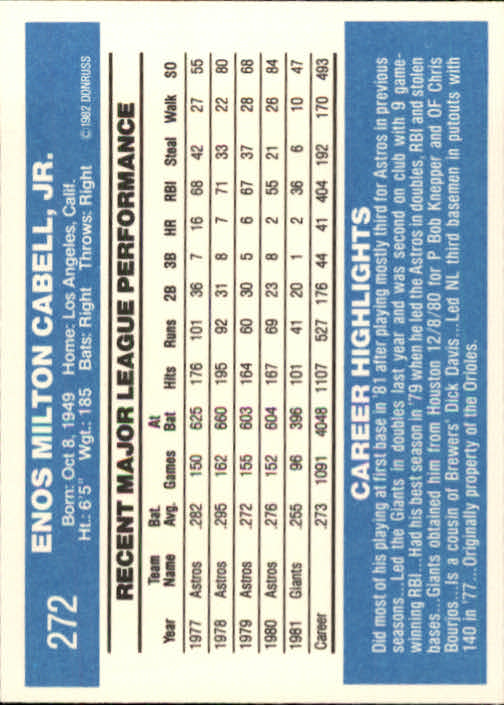 272
ENOS MILTON CABELL, JR.
Born: Oct 8, 1949 Home: Los Angeles, Calif.
Ht.: 6'5" Wgt.: 185 Bats: Right Throws: Right
© 1982 DONRUSS
RECENT MAJOR LEAGUE PERFORMANCE
Year Team Name Bat. Avg. Games At Bat Hits Runs 2B 3B HR RBI Steal Walk SO
1977 Astros .282 150 625 176 101 36 7 16 68 42 27 55
1978 Astros .295 162 660 195 92 31 8 7 71 33 22 80
1979 Astros .272 155 603 164 60 30 5 6 67 37 28 68
1980 Astros .276 152 604 167 69 23 8 2 55 21 26 84
1981 Giants .255 96 396 101 41 20 1 2 36 6 10 47
Career .273 1091 4048 1107 527 176 44 41 404 192 170 493
CAREER HIGHLIGHTS
Did most of his playing at first base in '81 after playing mostly third for Astros in previous
seasons...Led the Giants in doubles last year and was second on club with 9 game-
winning RBI...Had his best season in '79 when he led the Astros in doubles, RBI and stolen
bases...Giants obtained him from Houston 12/8/80 for P Bob Knepper and OF Chris
Bourjos...Is a cousin of Brewers' Dick Davis...Led NL third basemen in putouts with
140 in '77...Originally property of the Orioles.